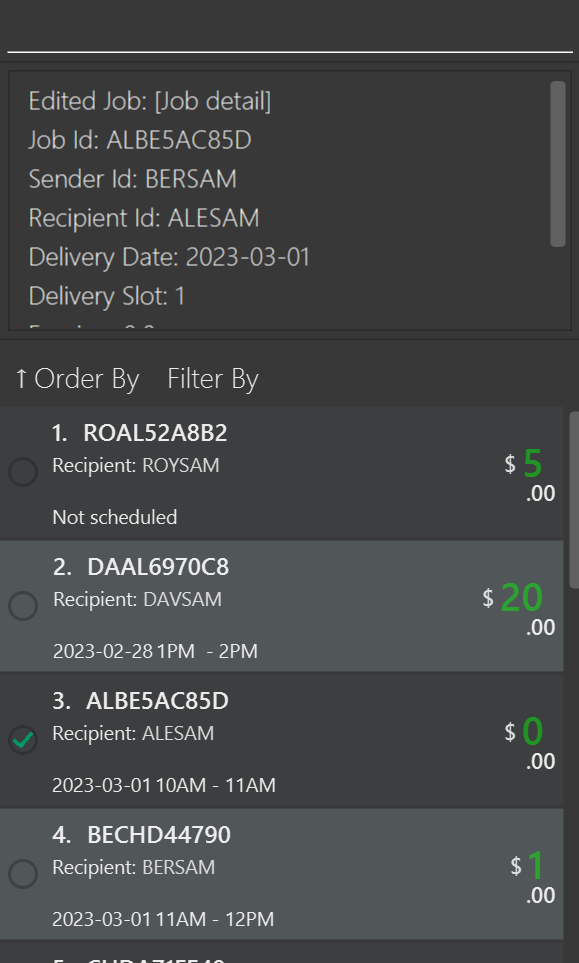 Edited Job: [Job detail]
Job Id: ALBE5AC85D
Sender Id: BERSAM
Recipient Id: ALESAM
Delivery Date: 2023-03-01
Delivery Slot: 1
↑ Order By Filter By
1. ROAL52A8B2
Recipient: ROYSAM
$ 5.00
Not scheduled
2. DAAL6970C8
Recipient: DAVSAM
$ 20.00
2023-02-28 1PM - 2PM
3. ALBE5AC85D
Recipient: ALESAM
$ 0.00
2023-03-01 10AM - 11AM
4. BECHD44790
Recipient: BERSAM
$ 1.00
2023-03-01 11AM - 12PM